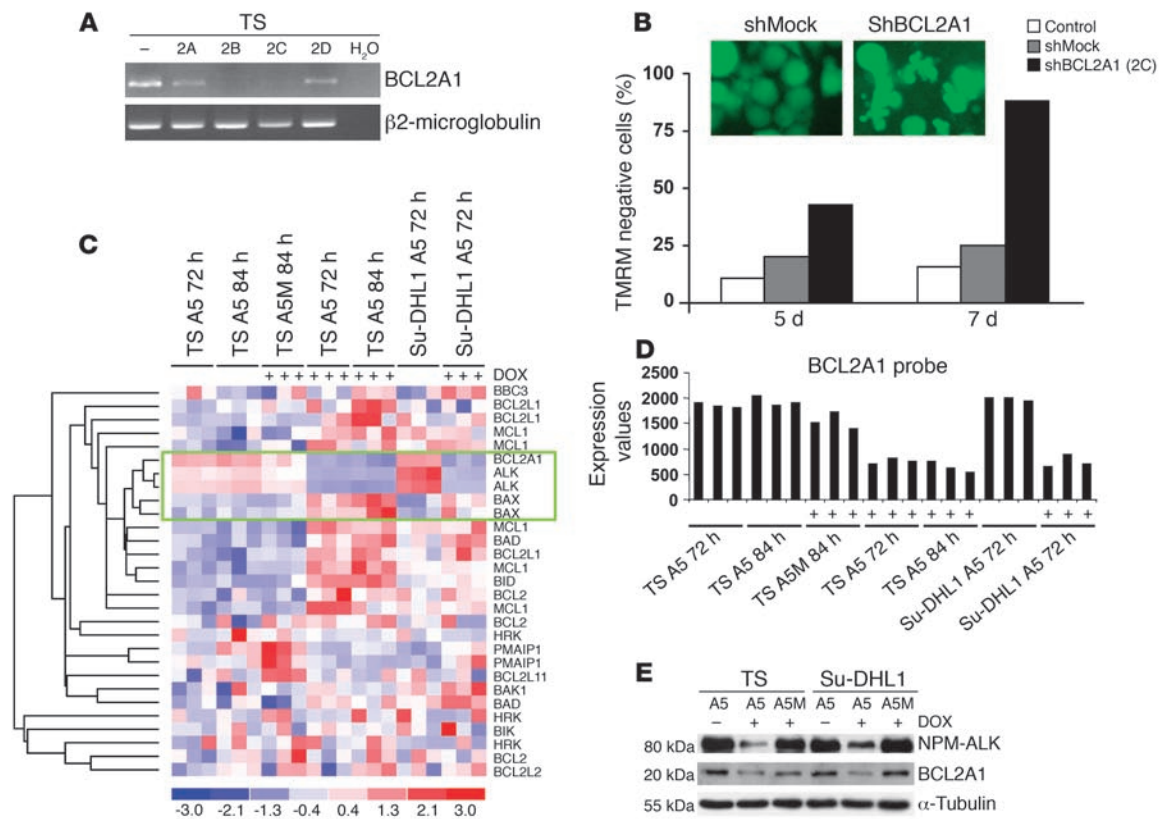 A
TS
– 2A 2B 2C 2D H2O
BCL2A1
β2-microglobulin
B
shMock ShBCL2A1
Control
shMock
shBCL2A1 (2C)
TMRM negative cells (%)
100
75
50
25
0
5 d 7 d
C
TS A5 72 h
TS A5 84 h
TS A5M 84 h
TS A5 72 h
TS A5 84 h
Su-DHL1 A5 72 h
Su-DHL1 A5 72 h
+ + + + + + + + + + + + DOX
BBC3
BCL2L1
BCL2L1
MCL1
MCL1
BCL2A1
ALK
ALK
BAX
BAX
MCL1
BAD
BCL2L1
MCL1
BID
BCL2
MCL1
BCL2
HRK
PMAIP1
PMAIP1
BCL2L11
BAK1
BAD
HRK
BIK
HRK
BCL2
BCL2L2
-3.0 -2.1 -1.3 -0.4 0.4 1.3 2.1 3.0
D
BCL2A1 probe
Expression
values
2500
2000
1500
1000
500
0
+ + + + + + + + + + + +
TS A5 72 h
TS A5 84 h
TS A5M 84 h
TS A5 72 h
TS A5 84 h
Su-DHL1 A5 72 h
Su-DHL1 A5 72 h
E
TS Su-DHL1
A5 A5 A5M A5 A5 A5M
– + + – + + DOX
80 kDa NPM-ALK
20 kDa BCL2A1
55 kDa α-Tubulin